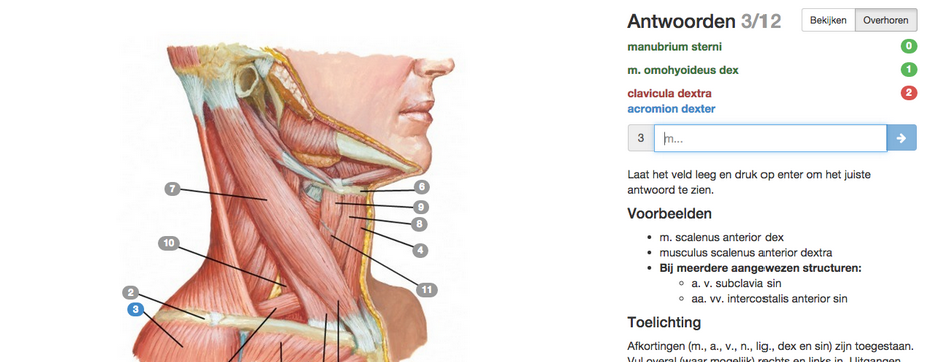 Antwoorden 3/12 Bekijken Overhoren
manubrium sterni 0
m. omohyoideus dex 1
clavicula dextra 2
acromion dexter
3 m...
Laat het veld leeg en druk op enter om het juiste
antwoord te zien.
Voorbeelden
m. scalenus anterior dex
musculus scalenus anterior dextra
Bij meerdere aangewezen structuren:
a. v. subclavia sin
aa. vv. intercostalis anterior sin
Toelichting
Afkortingen (m., a., v., n., lig., dex en sin) zijn toegestaan.
Vul overal (waar mogelijk) rechts en links in. Uitgangen
7
6
9
8
10
4
11
2
3